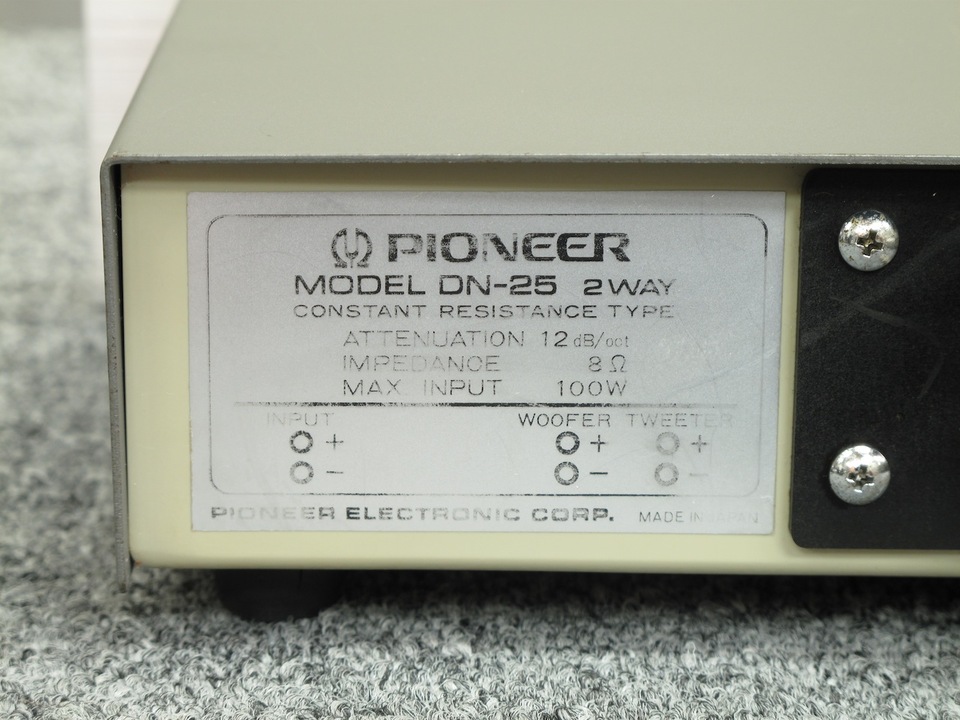 PIONEER
MODEL DN-25 2WAY
CONSTANT RESISTANCE TYPE
ATTENUATION 12dB/oct
IMPEDANCE 8Ω
MAX. INPUT 100W
INPUT WOOFER TWEETER
+ + +
− − −
PIONEER ELECTRONIC CORP. MADE IN JAPAN